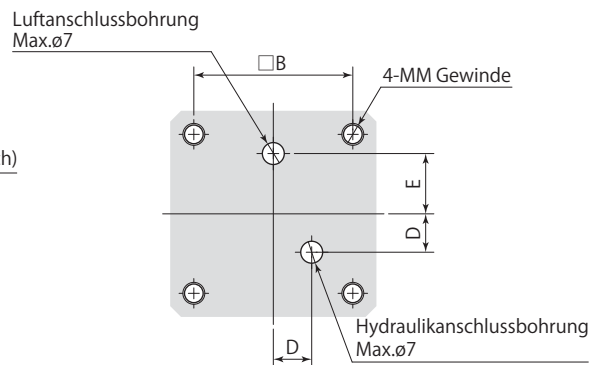 Luftanschlussbohrung
Max.ø7
□B
4-MM Gewinde
h)
E
D
D
Hydraulikanschlussbohrung
Max.ø7